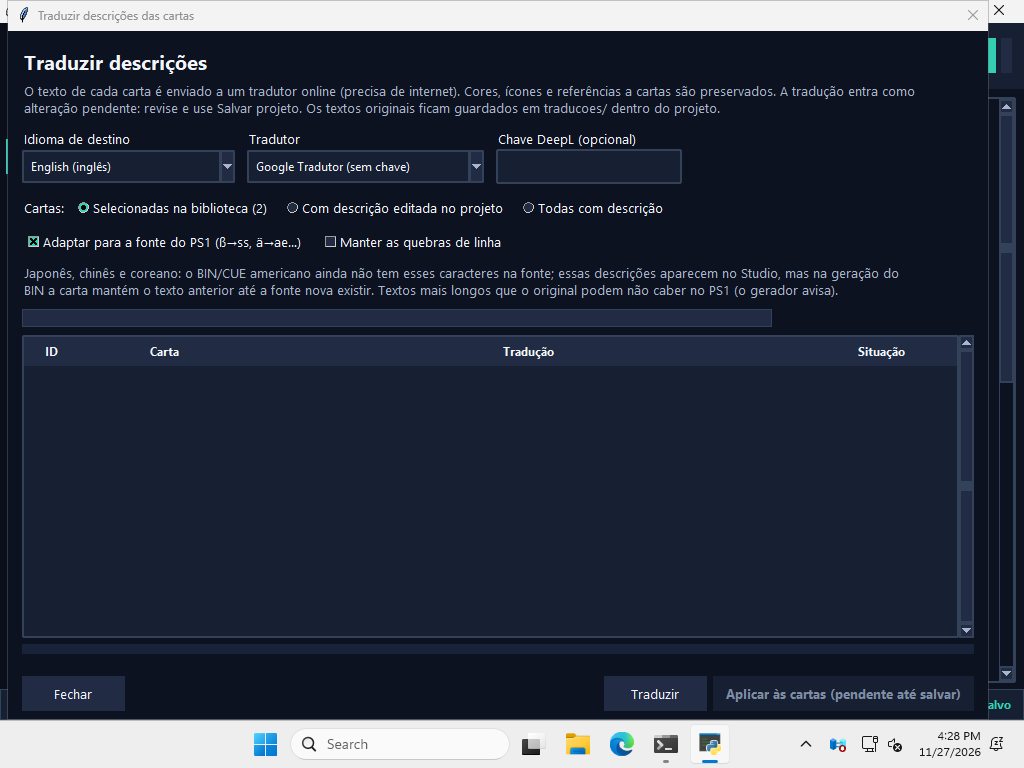 Traduzir descrições das cartas
Traduzir descrições
O texto de cada carta é enviado a um tradutor online (precisa de internet). Cores, ícones e referências a cartas são preservados. A tradução entra como
alteração pendente: revise e use Salvar projeto. Os textos originais ficam guardados em traducoes/ dentro do projeto.
Idioma de destino
Tradutor
Chave DeepL (opcional)
English (inglês)
Google Tradutor (sem chave)
Cartas:
Selecionadas na biblioteca (2)
Com descrição editada no projeto
Todas com descrição
Adaptar para a fonte do PS1 (ß→ss, ä→ae...)
Manter as quebras de linha
Japonês, chinês e coreano: o BIN/CUE americano ainda não tem esses caracteres na fonte; essas descrições aparecem no Studio, mas na geração do
BIN a carta mantém o texto anterior até a fonte nova existir. Textos mais longos que o original podem não caber no PS1 (o gerador avisa).
ID
Carta
Tradução
Situação
Fechar
Traduzir
Aplicar às cartas (pendente até salvar)
alvo
Search
4:28 PM
11/27/2026